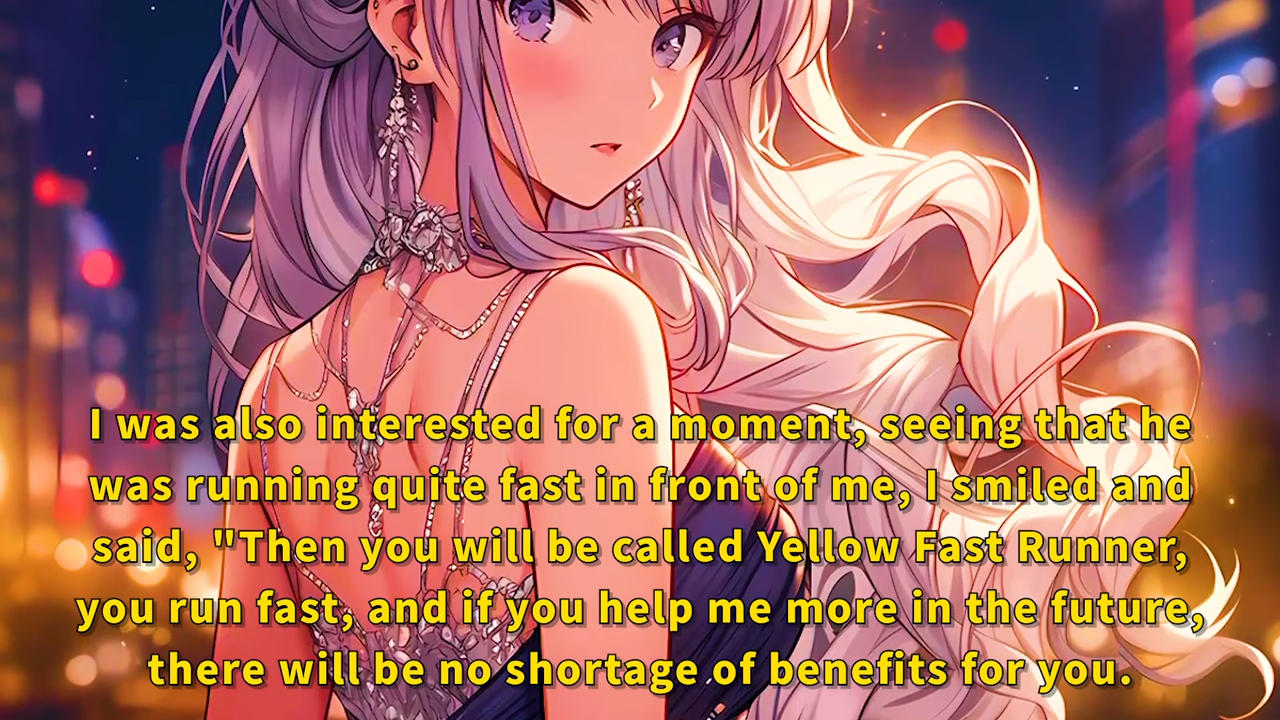 I was also interested for a moment, seeing that he
was running quite fast in front of me, I smiled and
said, "Then you will be called Yellow Fast Runner,
you run fast, and if you help me more in the future,
there will be no shortage of benefits for you.